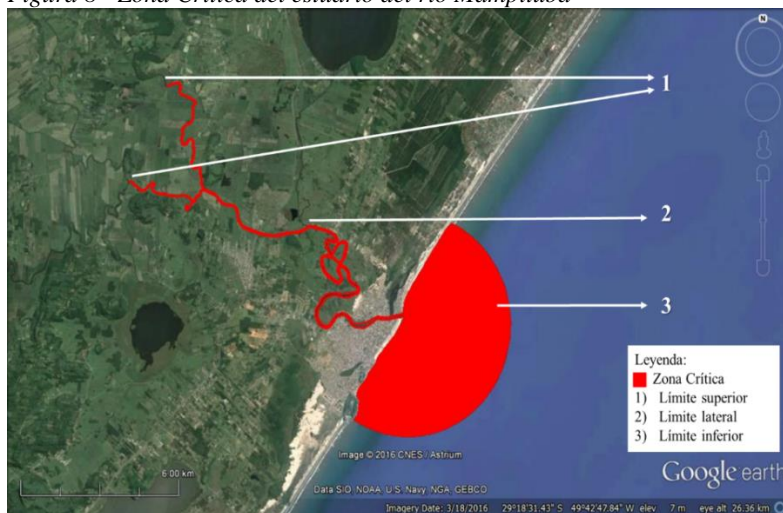 Figura 8 - Zona Crítica del estuario del río Mampituba
N
1
2
3
Leyenda:
Zona Crítica
1) Límite superior
2) Límite lateral
3) Límite inferior
Image © 2016 CNES / Astrium
6.00 km
Google earth
Data SIO, NOAA, U.S. Navy, NGA, GEBCO
Imagery Date: 3/18/2016 29°18'31.43" S 49°42'47.84" W elev. 7 m eye alt 26.36 km